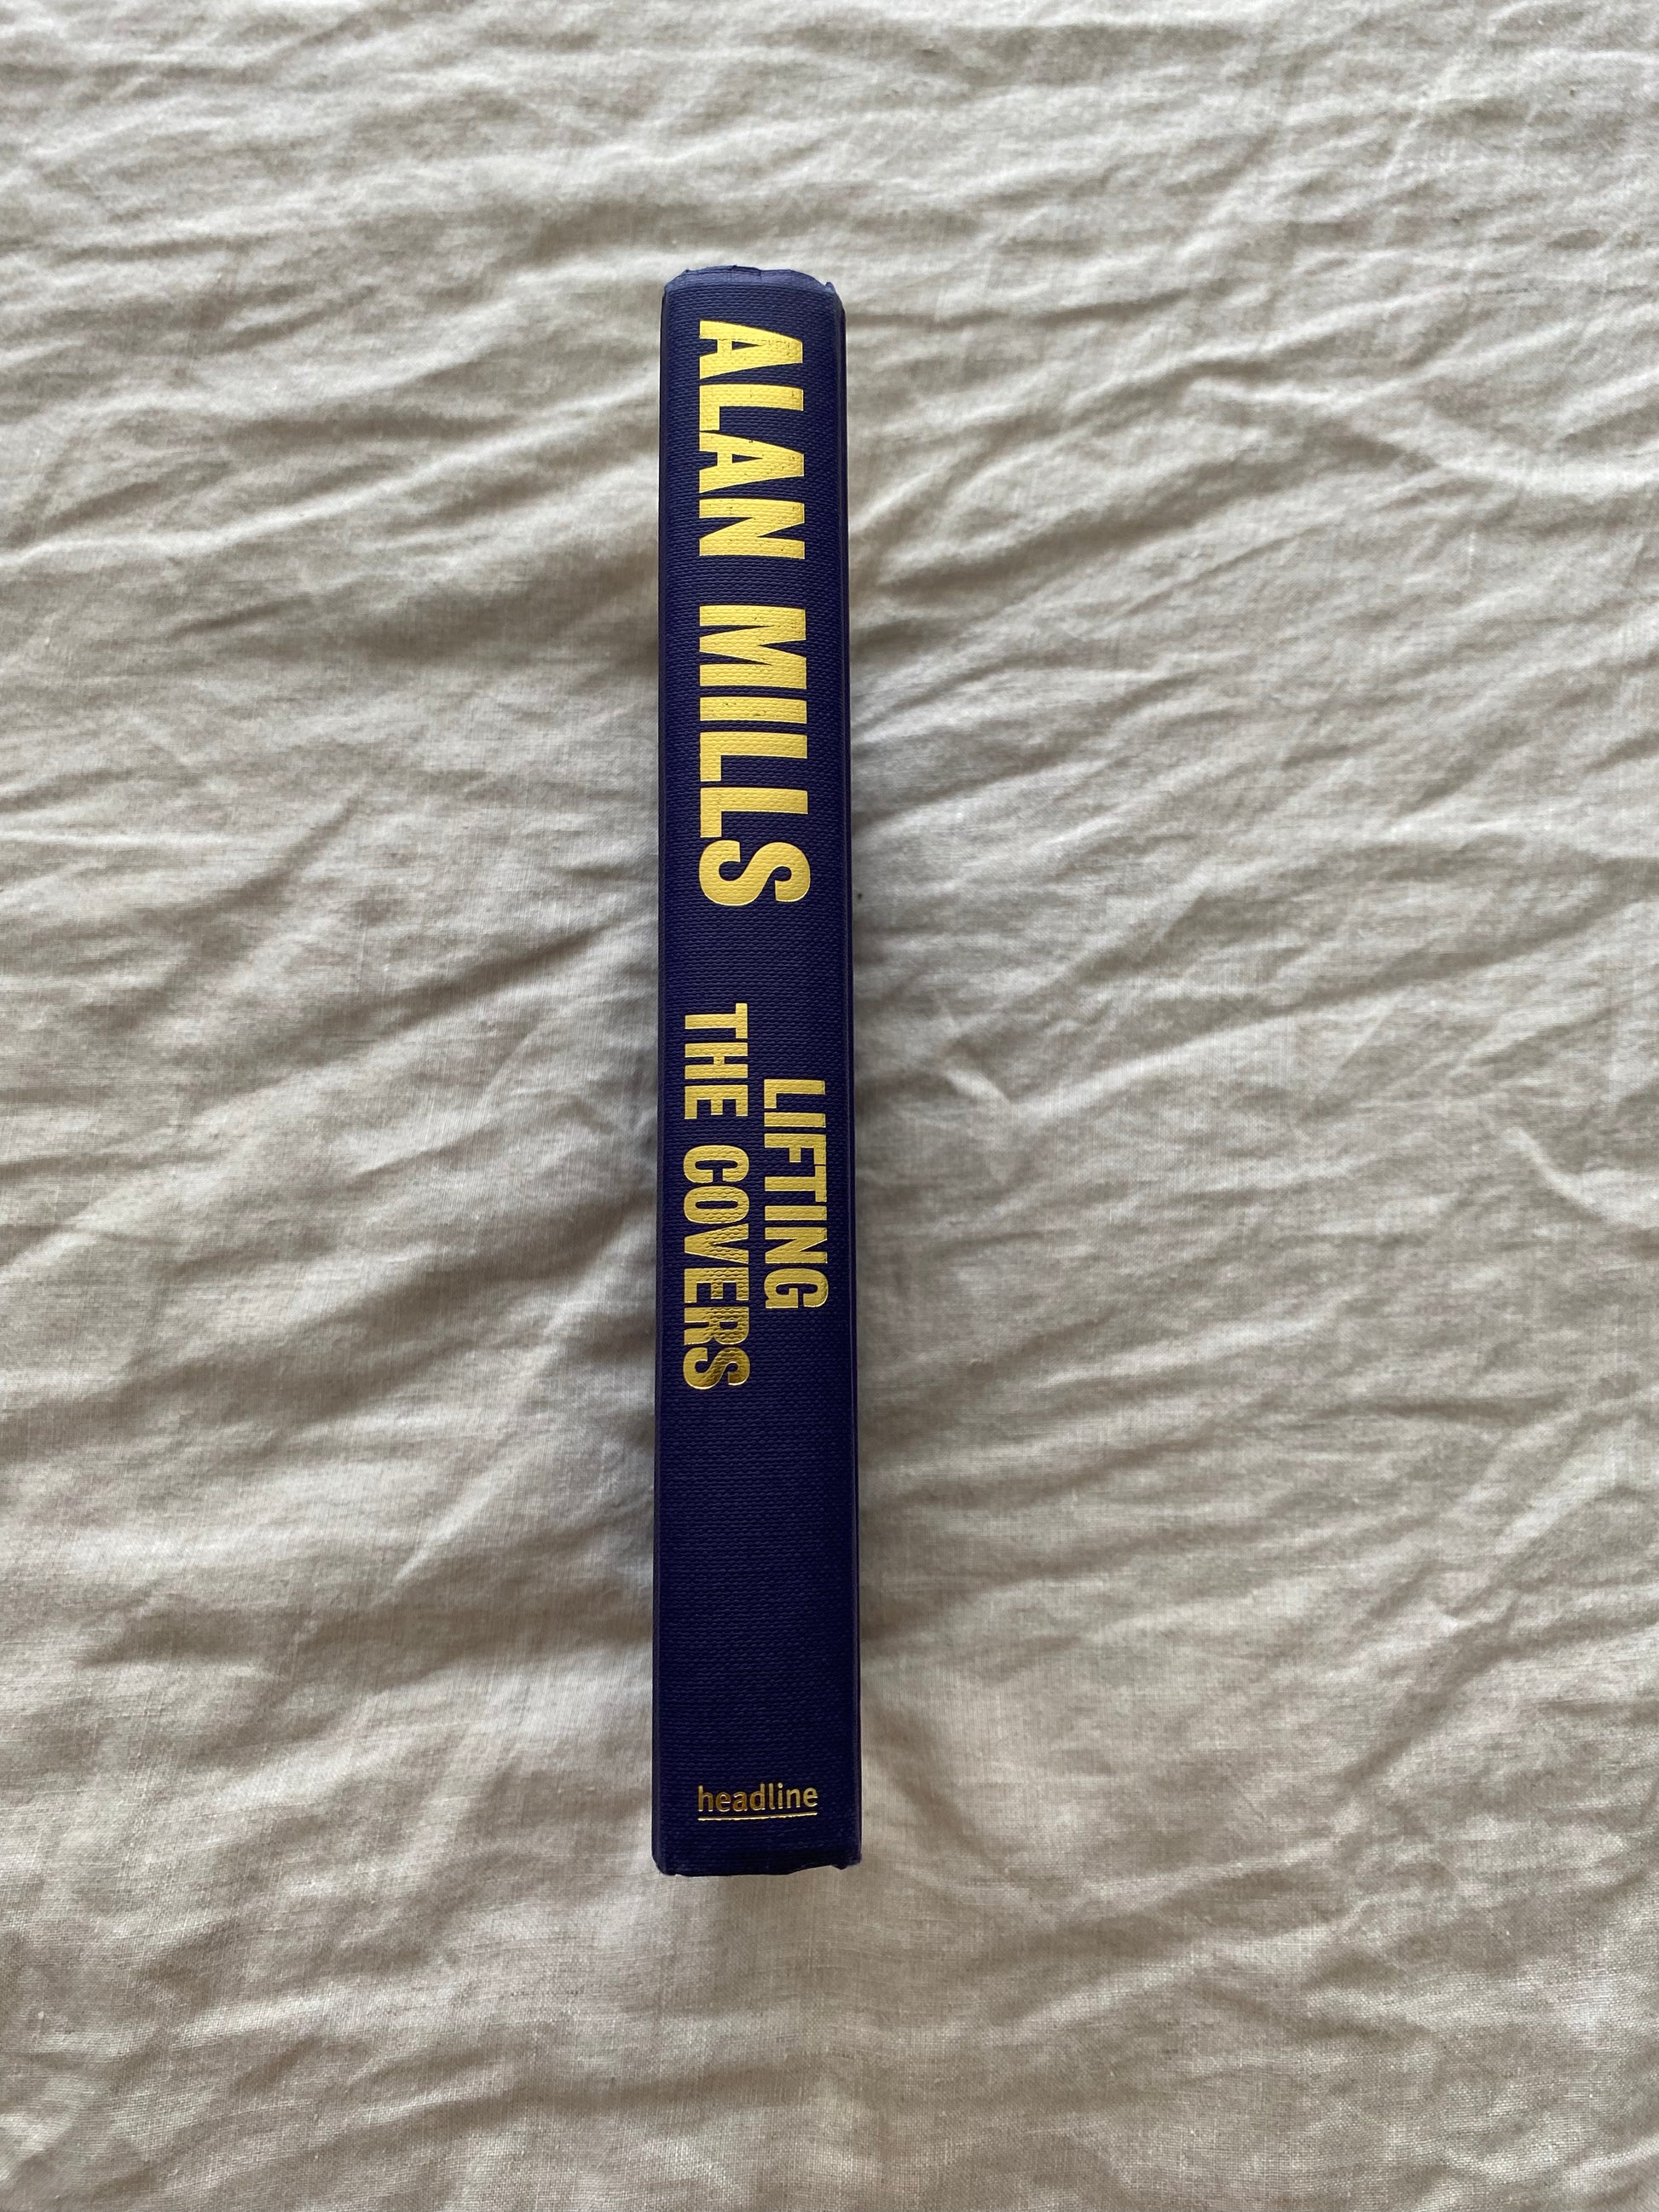 ALAN MILLS
LIFTING
THE COVERS
headline